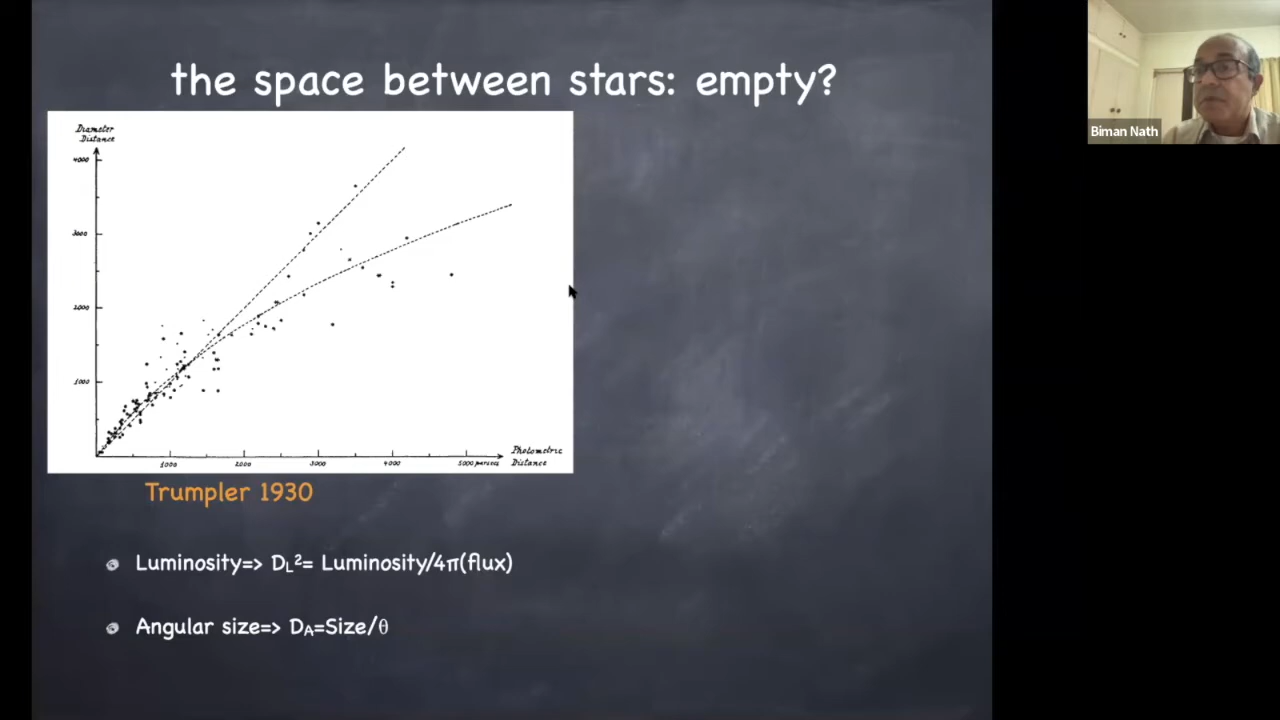 the space between stars: empty?
Biman Nath
Diameter
Distance
4000
3000
2000
1000
1000
2000
3000
4000
5000 parsecs
Photometric
Distance
Trumpler 1930
Luminosity=> DL²= Luminosity/4π(flux)
Angular size=> DA=Size/θ